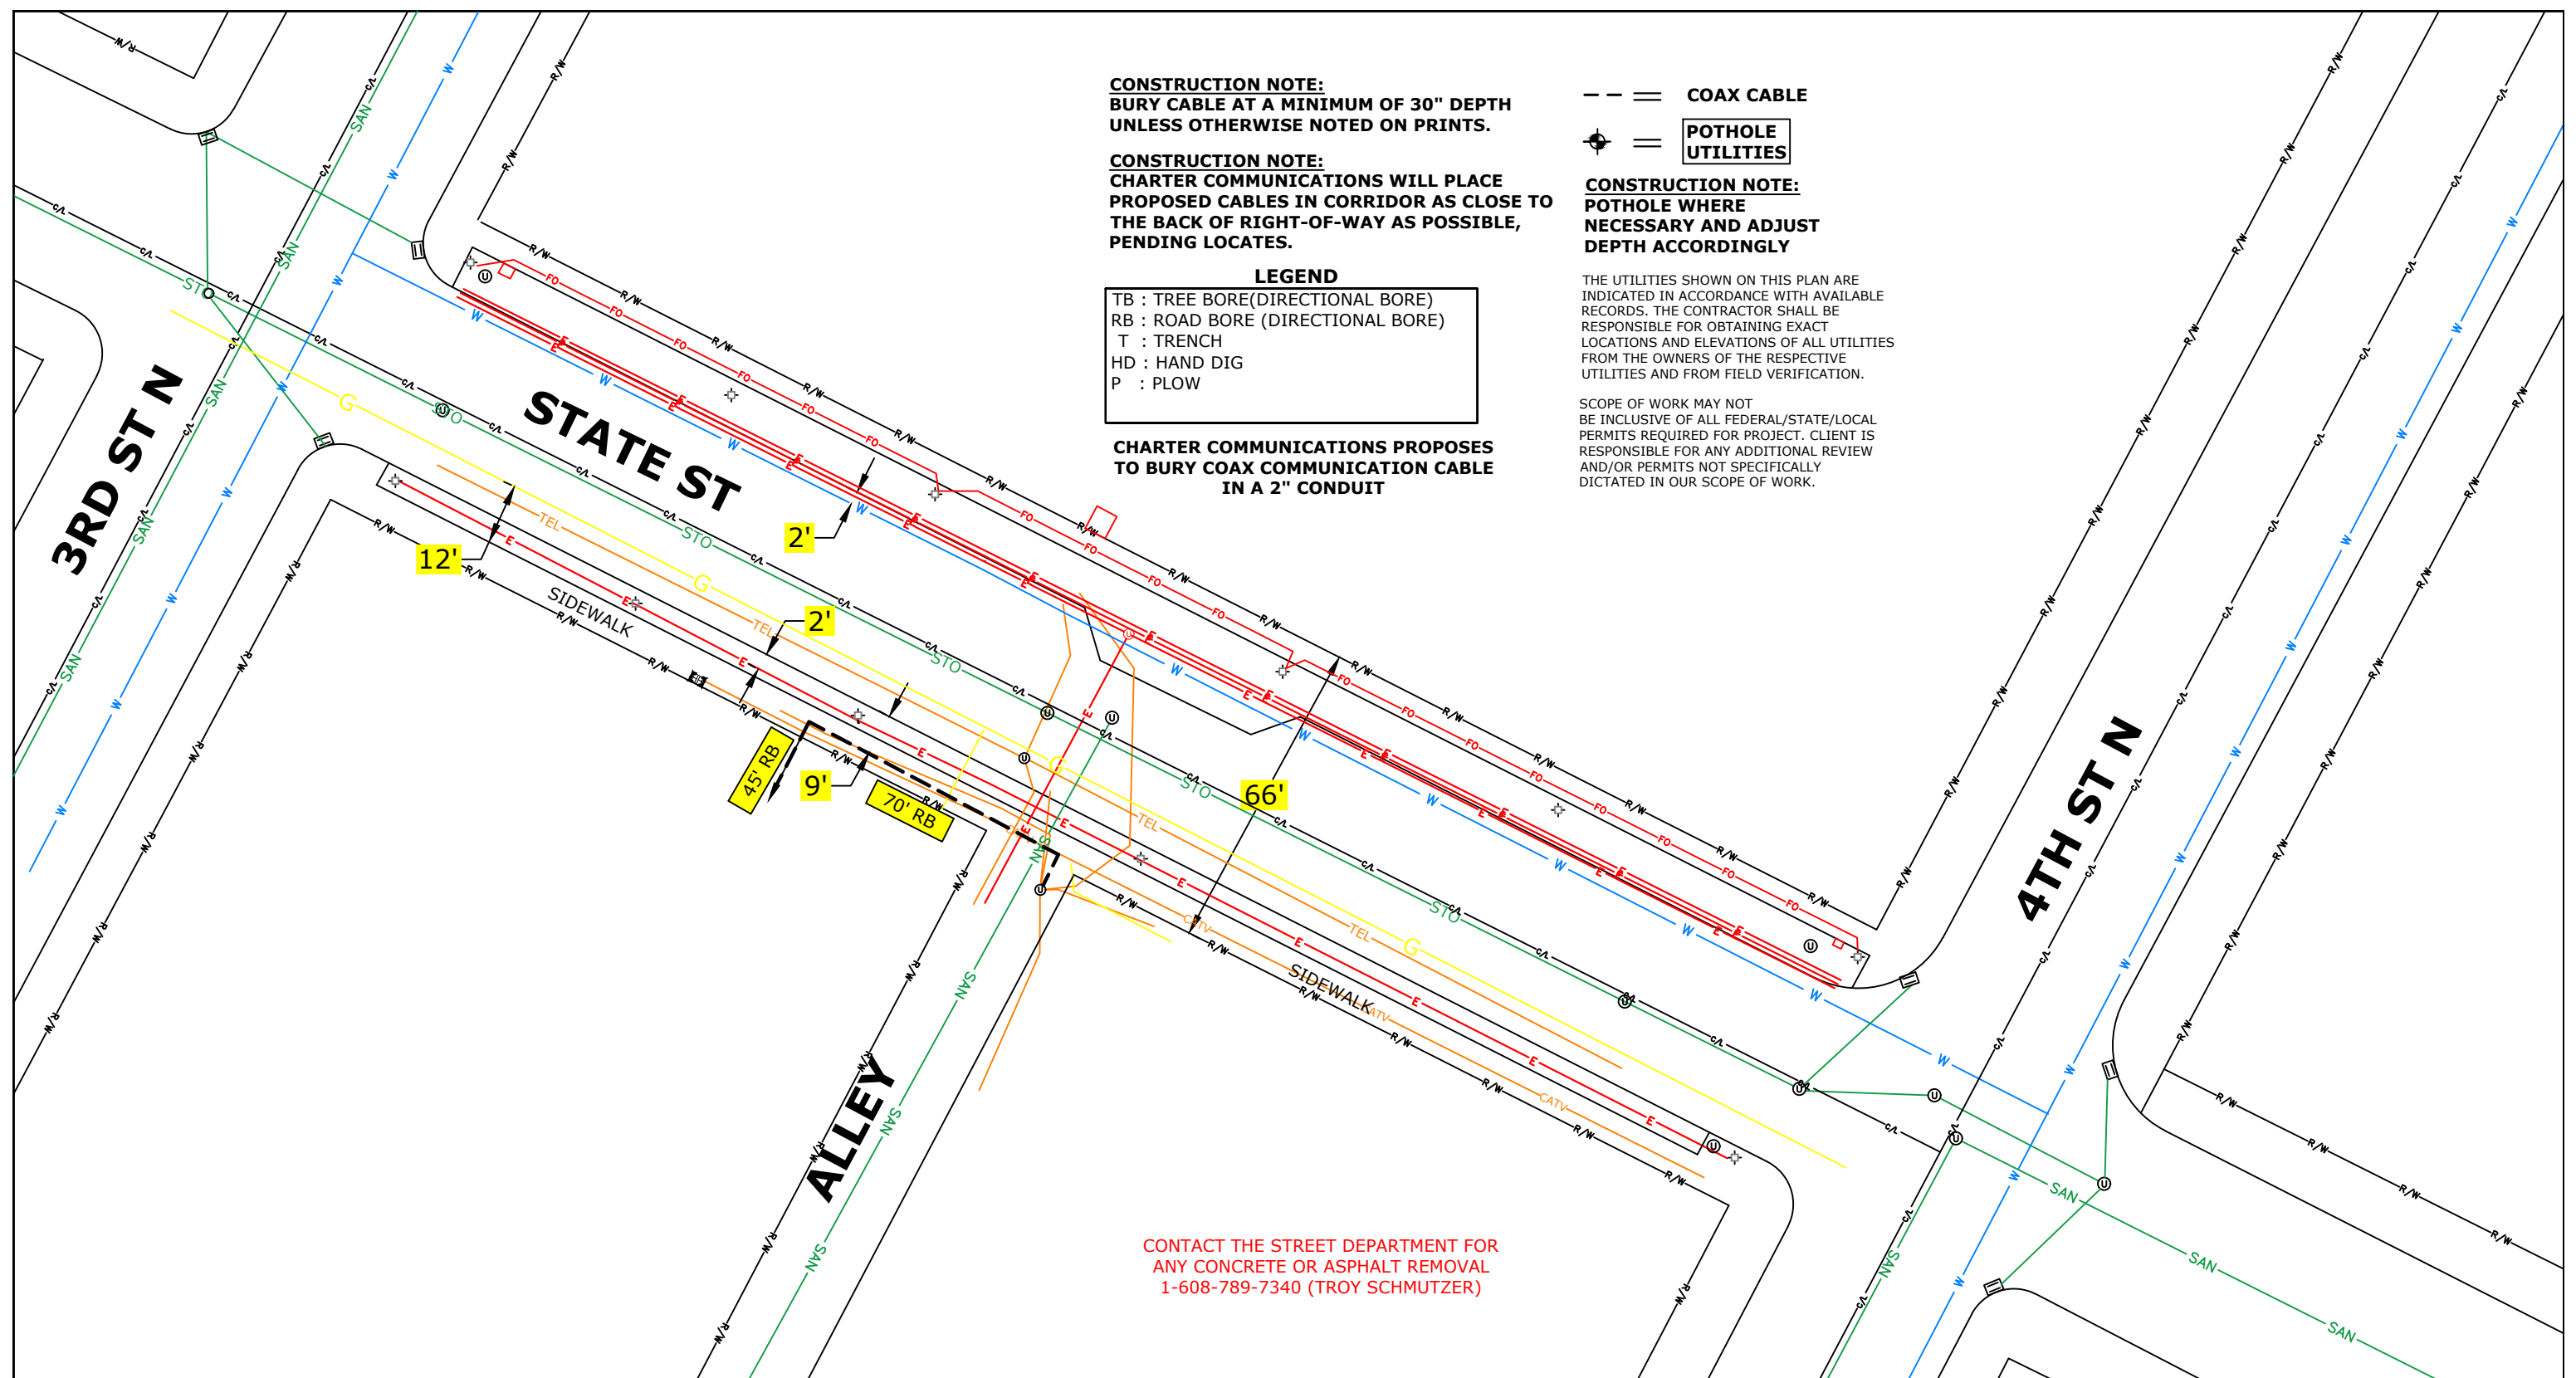 CONSTRUCTION NOTE:
BURY CABLE AT A MINIMUM OF 30" DEPTH
UNLESS OTHERWISE NOTED ON PRINTS.
CONSTRUCTION NOTE:
CHARTER COMMUNICATIONS WILL PLACE
PROPOSED CABLES IN CORRIDOR AS CLOSE TO
THE BACK OF RIGHT-OF-WAY AS POSSIBLE,
PENDING LOCATES.
LEGEND
TB : TREE BORE(DIRECTIONAL BORE)
RB : ROAD BORE (DIRECTIONAL BORE)
T : TRENCH
HD : HAND DIG
P : PLOW
CHARTER COMMUNICATIONS PROPOSES
TO BURY COAX COMMUNICATION CABLE
IN A 2" CONDUIT
COAX CABLE
POTHOLE
UTILITIES
CONSTRUCTION NOTE:
POTHOLE WHERE
NECESSARY AND ADJUST
DEPTH ACCORDINGLY
THE UTILITIES SHOWN ON THIS PLAN ARE
INDICATED IN ACCORDANCE WITH AVAILABLE
RECORDS. THE CONTRACTOR SHALL BE
RESPONSIBLE FOR OBTAINING EXACT
LOCATIONS AND ELEVATIONS OF ALL UTILITIES
FROM THE OWNERS OF THE RESPECTIVE
UTILITIES AND FROM FIELD VERIFICATION.
SCOPE OF WORK MAY NOT
BE INCLUSIVE OF ALL FEDERAL/STATE/LOCAL
PERMITS REQUIRED FOR PROJECT. CLIENT IS
RESPONSIBLE FOR ANY ADDITIONAL REVIEW
AND/OR PERMITS NOT SPECIFICALLY
DICTATED IN OUR SCOPE OF WORK.
3RD ST N
STATE ST
4TH ST N
ALLEY
SIDEWALK
SIDEWALK
12'
2'
2'
9'
66'
45' RB
70' RB
R/W
C/L
SAN
STO
W
G
TEL
E
FO
CATV
U
CONTACT THE STREET DEPARTMENT FOR
ANY CONCRETE OR ASPHALT REMOVAL
1-608-789-7340 (TROY SCHMUTZER)